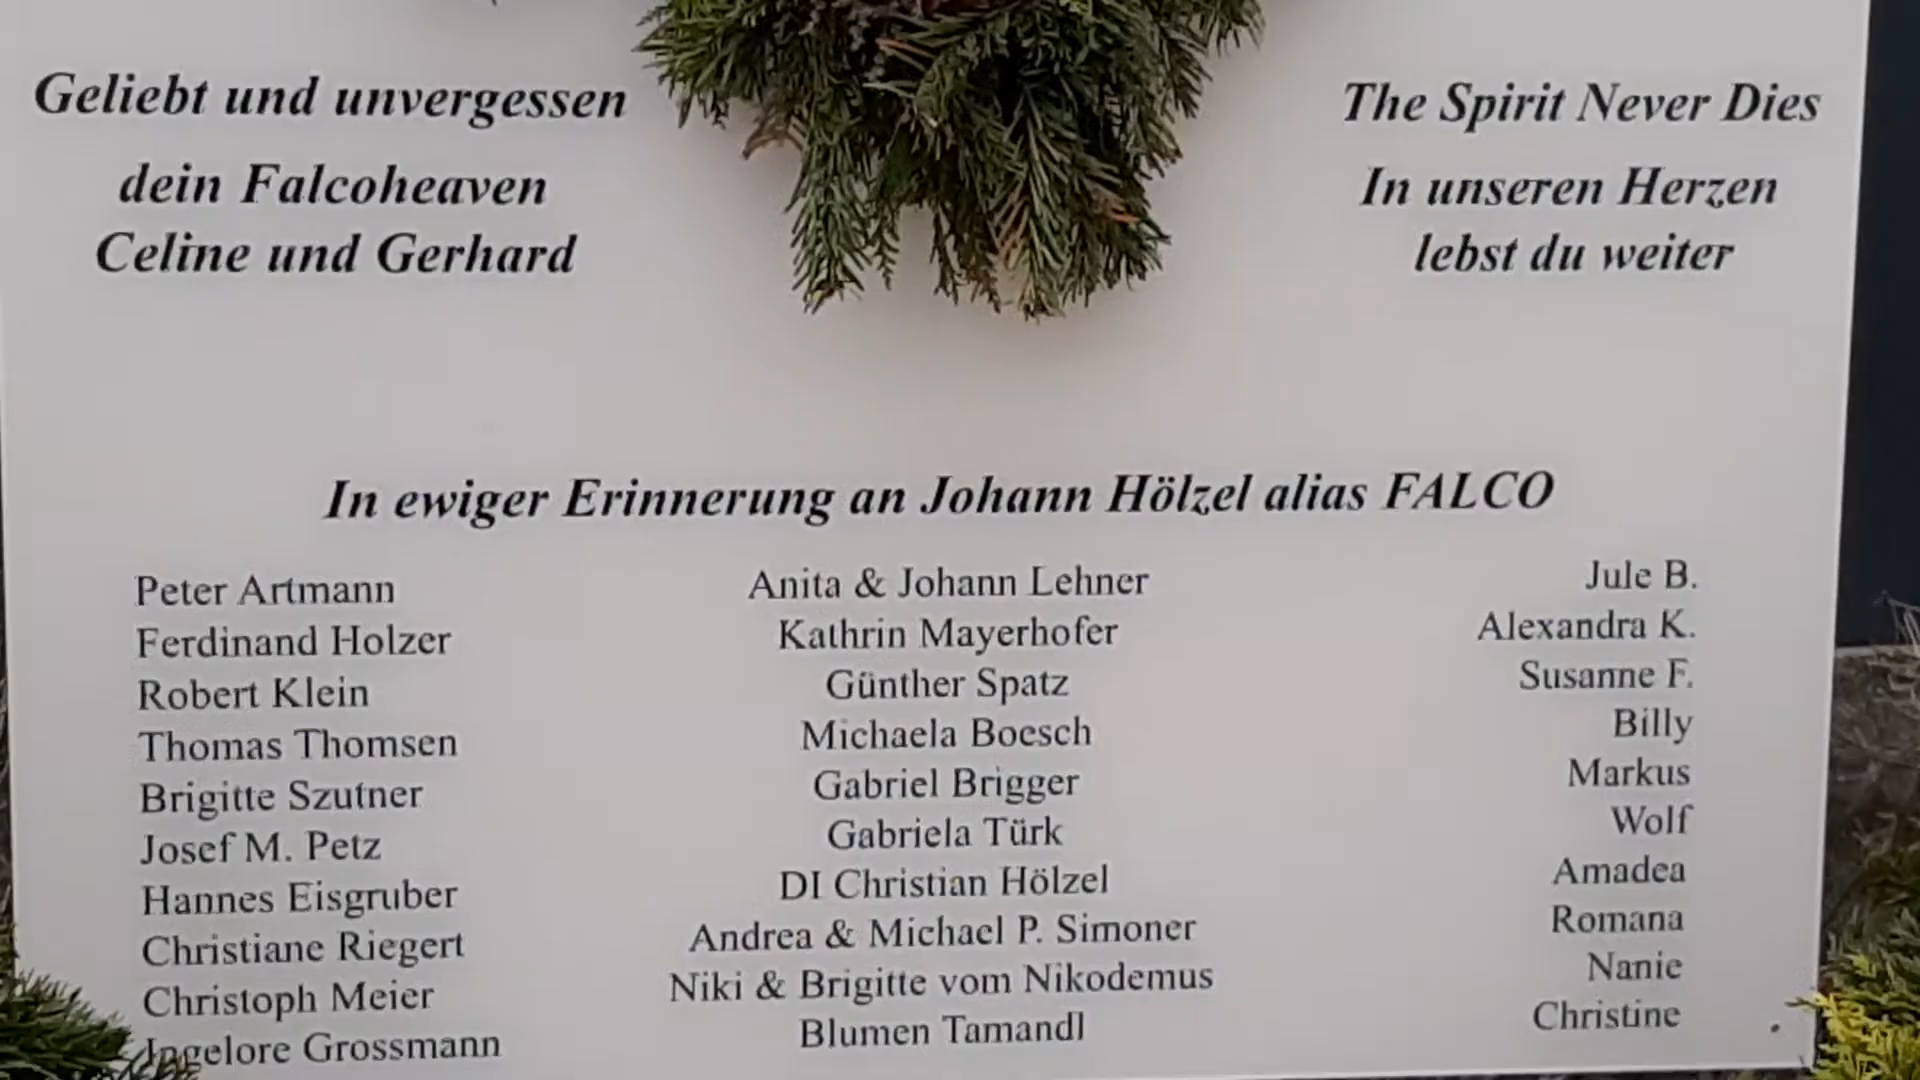 Geliebt und unvergessen
dein Falcoheaven
Celine und Gerhard
The Spirit Never Dies
In unseren Herzen
lebst du weiter
In ewiger Erinnerung an Johann Hölzel alias FALCO
Peter Artmann
Ferdinand Holzer
Robert Klein
Thomas Thomsen
Brigitte Szutner
Josef M. Petz
Hannes Eisgruber
Christiane Riegert
Christoph Meier
Ingelore Grossmann
Anita & Johann Lehner
Kathrin Mayerhofer
Günther Spatz
Michaela Boesch
Gabriel Brigger
Gabriela Türk
DI Christian Hölzel
Andrea & Michael P. Simoner
Niki & Brigitte vom Nikodemus
Blumen Tamandl
Jule B.
Alexandra K.
Susanne F.
Billy
Markus
Wolf
Amadea
Romana
Nanie
Christine